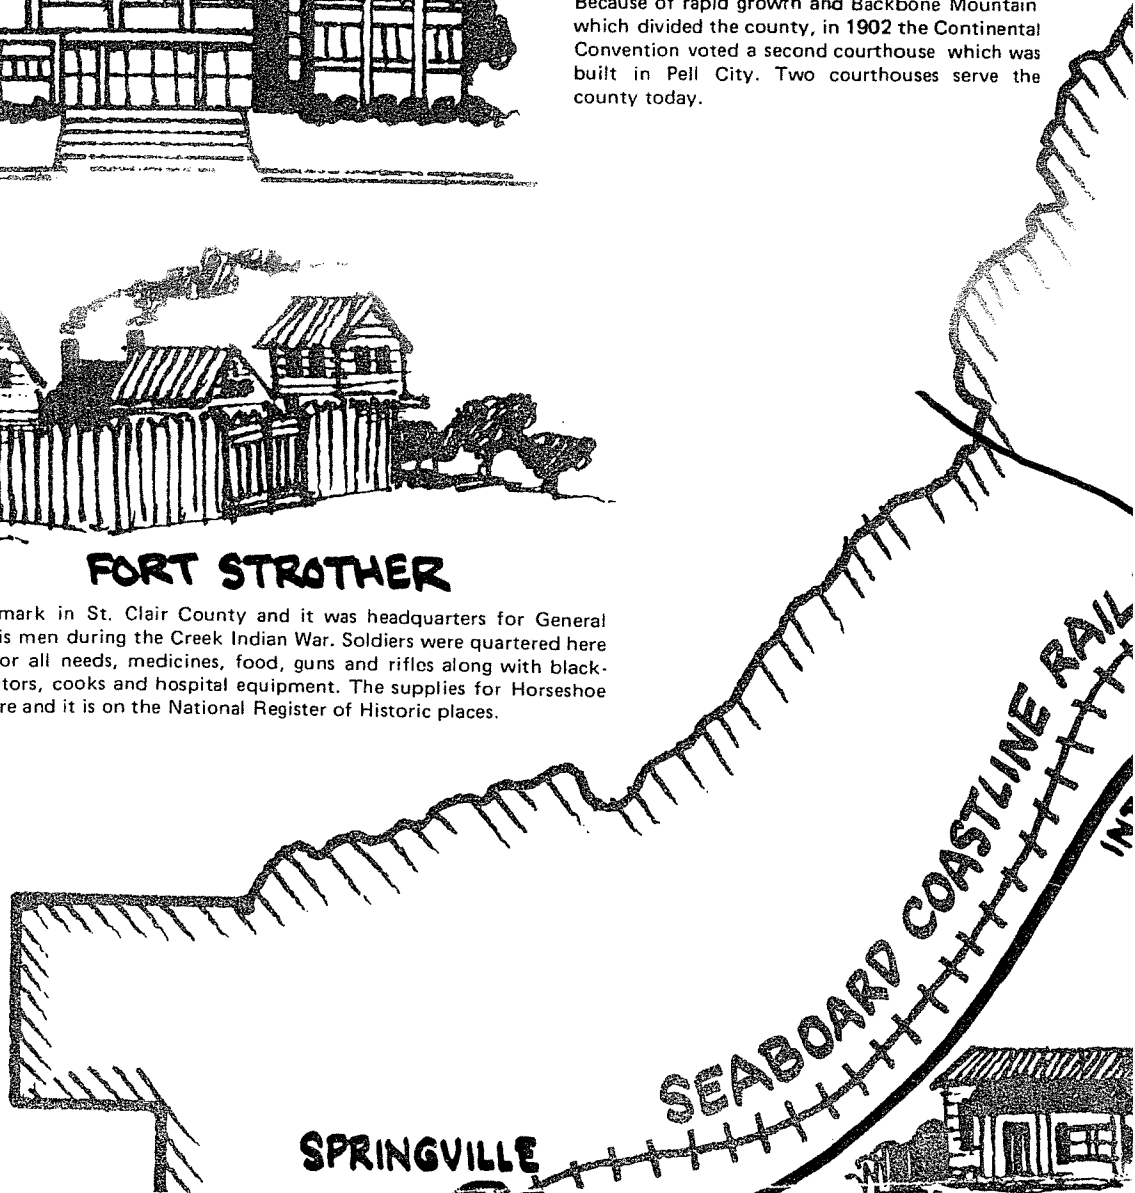 Because of rapid growth and Backbone Mountain
which divided the county, in 1902 the Continental
Convention voted a second courthouse which was
built in Pell City. Two courthouses serve the
county today.
FORT STROTHER
mark in St. Clair County and it was headquarters for General
is men during the Creek Indian War. Soldiers were quartered here
or all needs, medicines, food, guns and rifles along with black-
tors, cooks and hospital equipment. The supplies for Horseshoe
re and it is on the National Register of Historic places.
SEABOARD COASTLINE RAIL
SPRINGVILLE